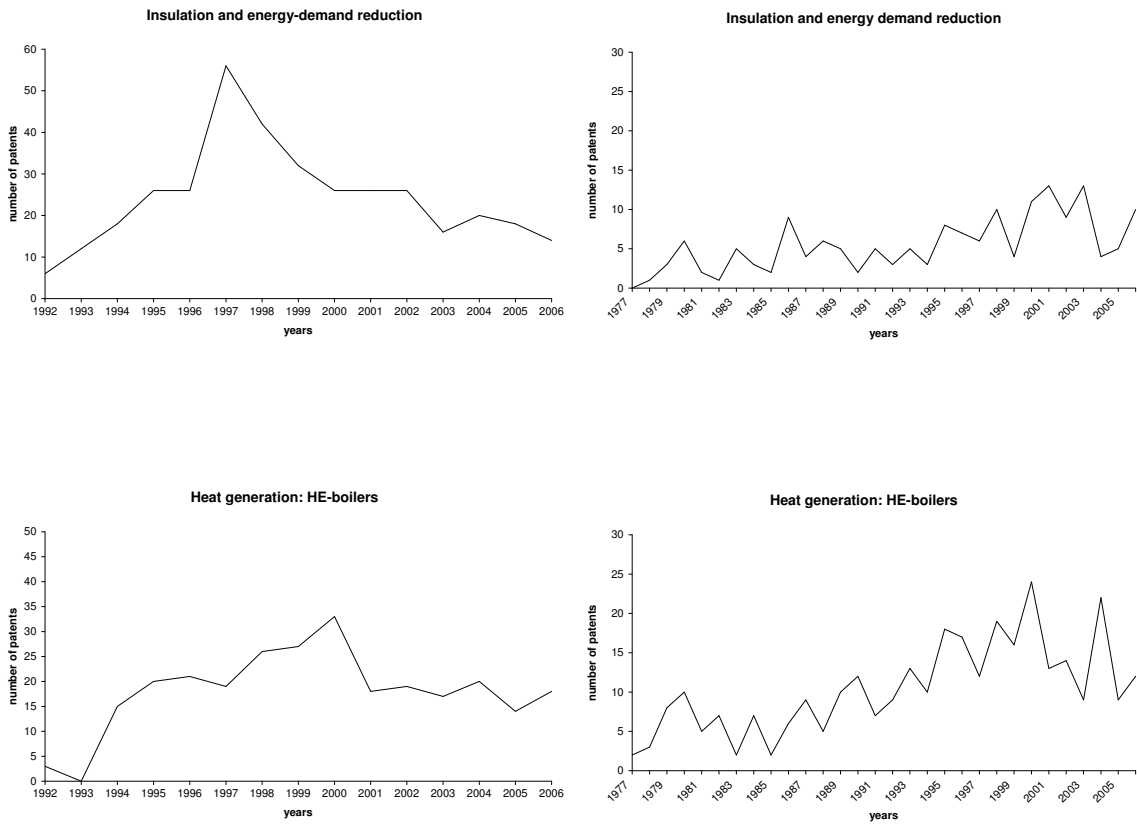 Insulation and energy-demand reduction
60
50
40
30
20
10
0
number of patents
1992 1993 1994 1995 1996 1997 1998 1999 2000 2001 2002 2003 2004 2005 2006
years
Insulation and energy demand reduction
30
25
20
15
10
5
0
number of patents
1977 1979 1981 1983 1985 1987 1989 1991 1993 1995 1997 1999 2001 2003 2005
years
Heat generation: HE-boilers
50
45
40
35
30
25
20
15
10
5
0
number of patents
1992 1993 1994 1995 1996 1997 1998 1999 2000 2001 2002 2003 2004 2005 2006
years
Heat generation: HE-boilers
30
25
20
15
10
5
0
number of patents
1977 1979 1981 1983 1985 1987 1989 1991 1993 1995 1997 1999 2001 2003 2005
years